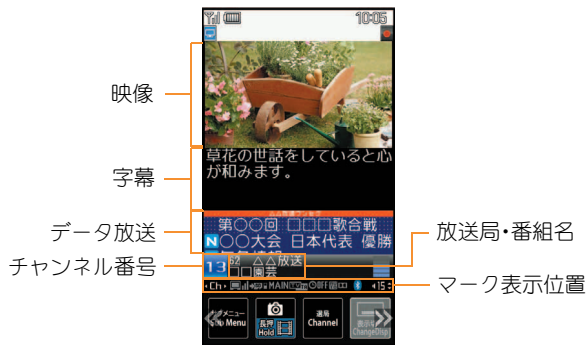 10:05
映像
草花の世話をしていると心
が和みます。
字幕
第○○回 □□□歌合戦
N○○大会 日本代表 優勝
データ放送
放送局・番組名
チャンネル番号
13
62 △△放送
□□園芸
マーク表示位置
Ch
MAIN
OFF
15
Menu
長押
Hold
選局
Channel
ChangeDisp